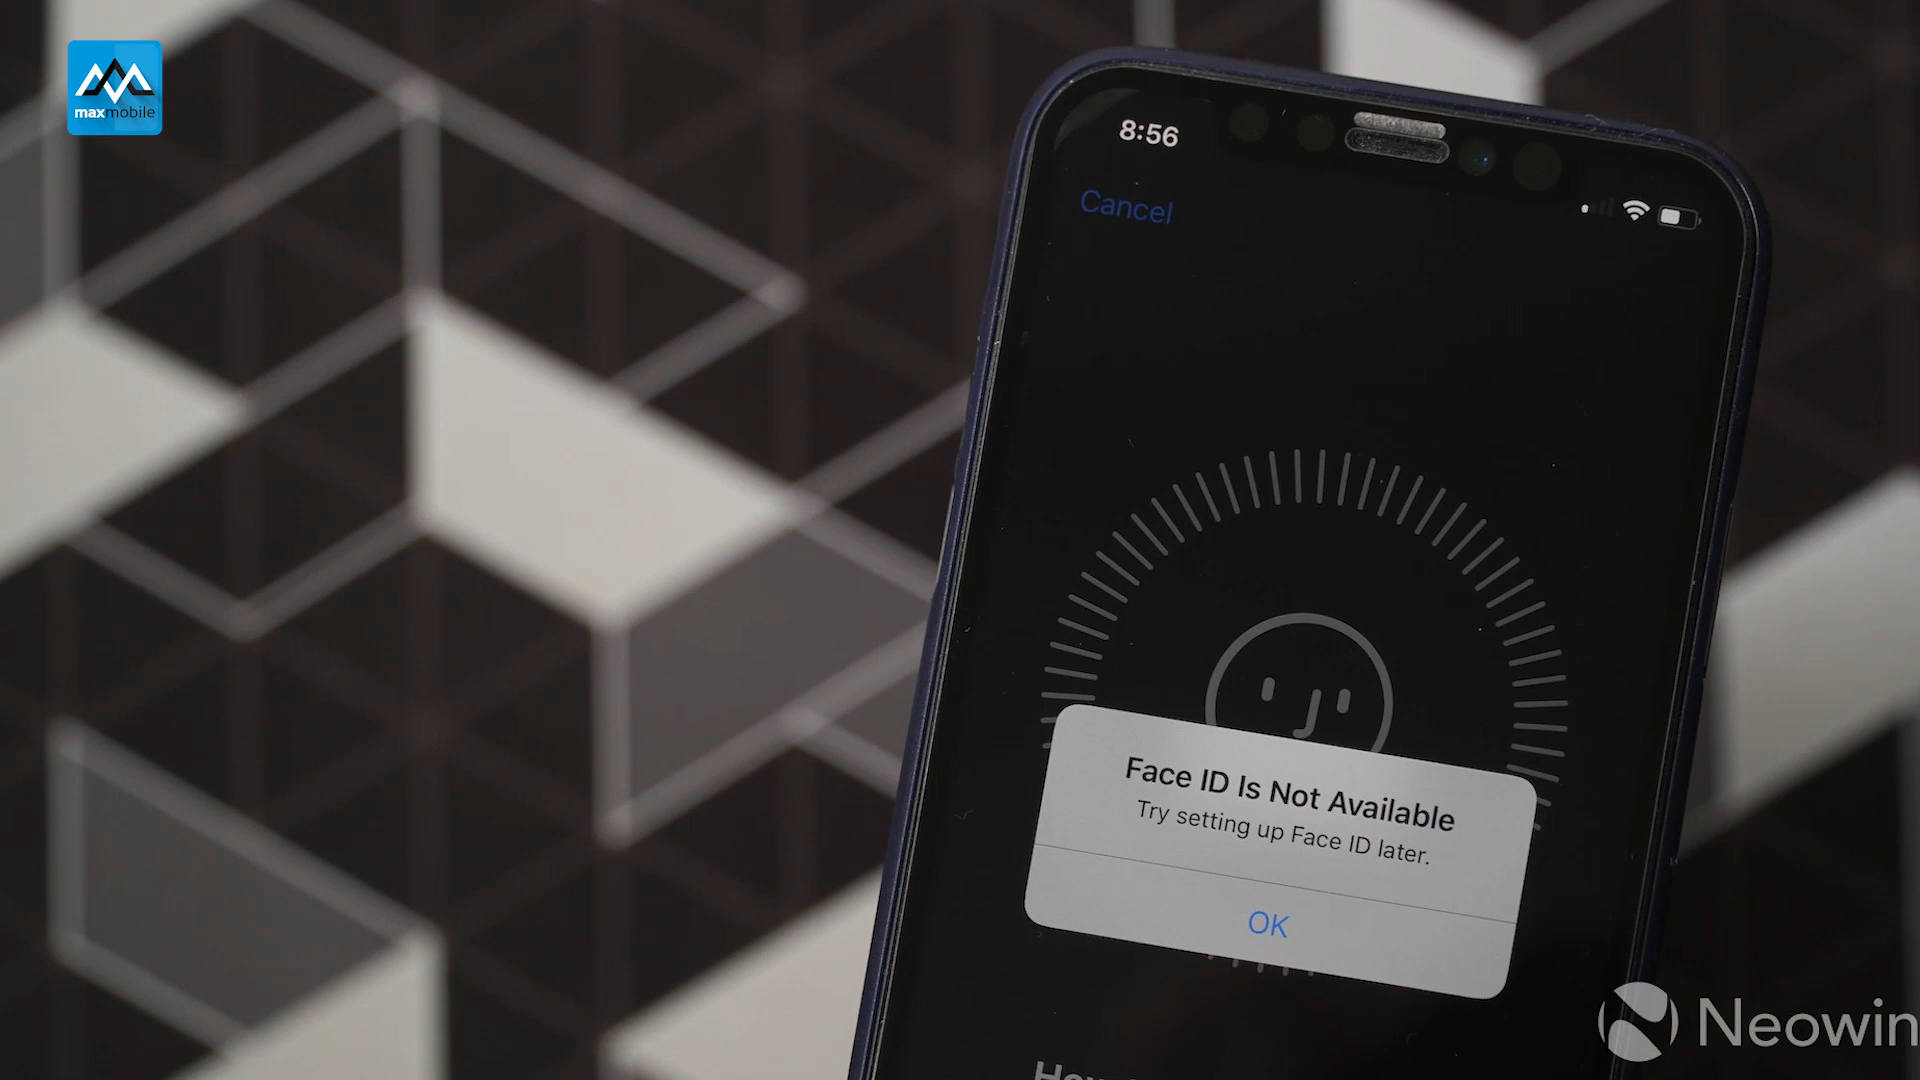 maxmobile
8:56
Cancel
Face ID Is Not Available
Try setting up Face ID later.
OK
Neowin